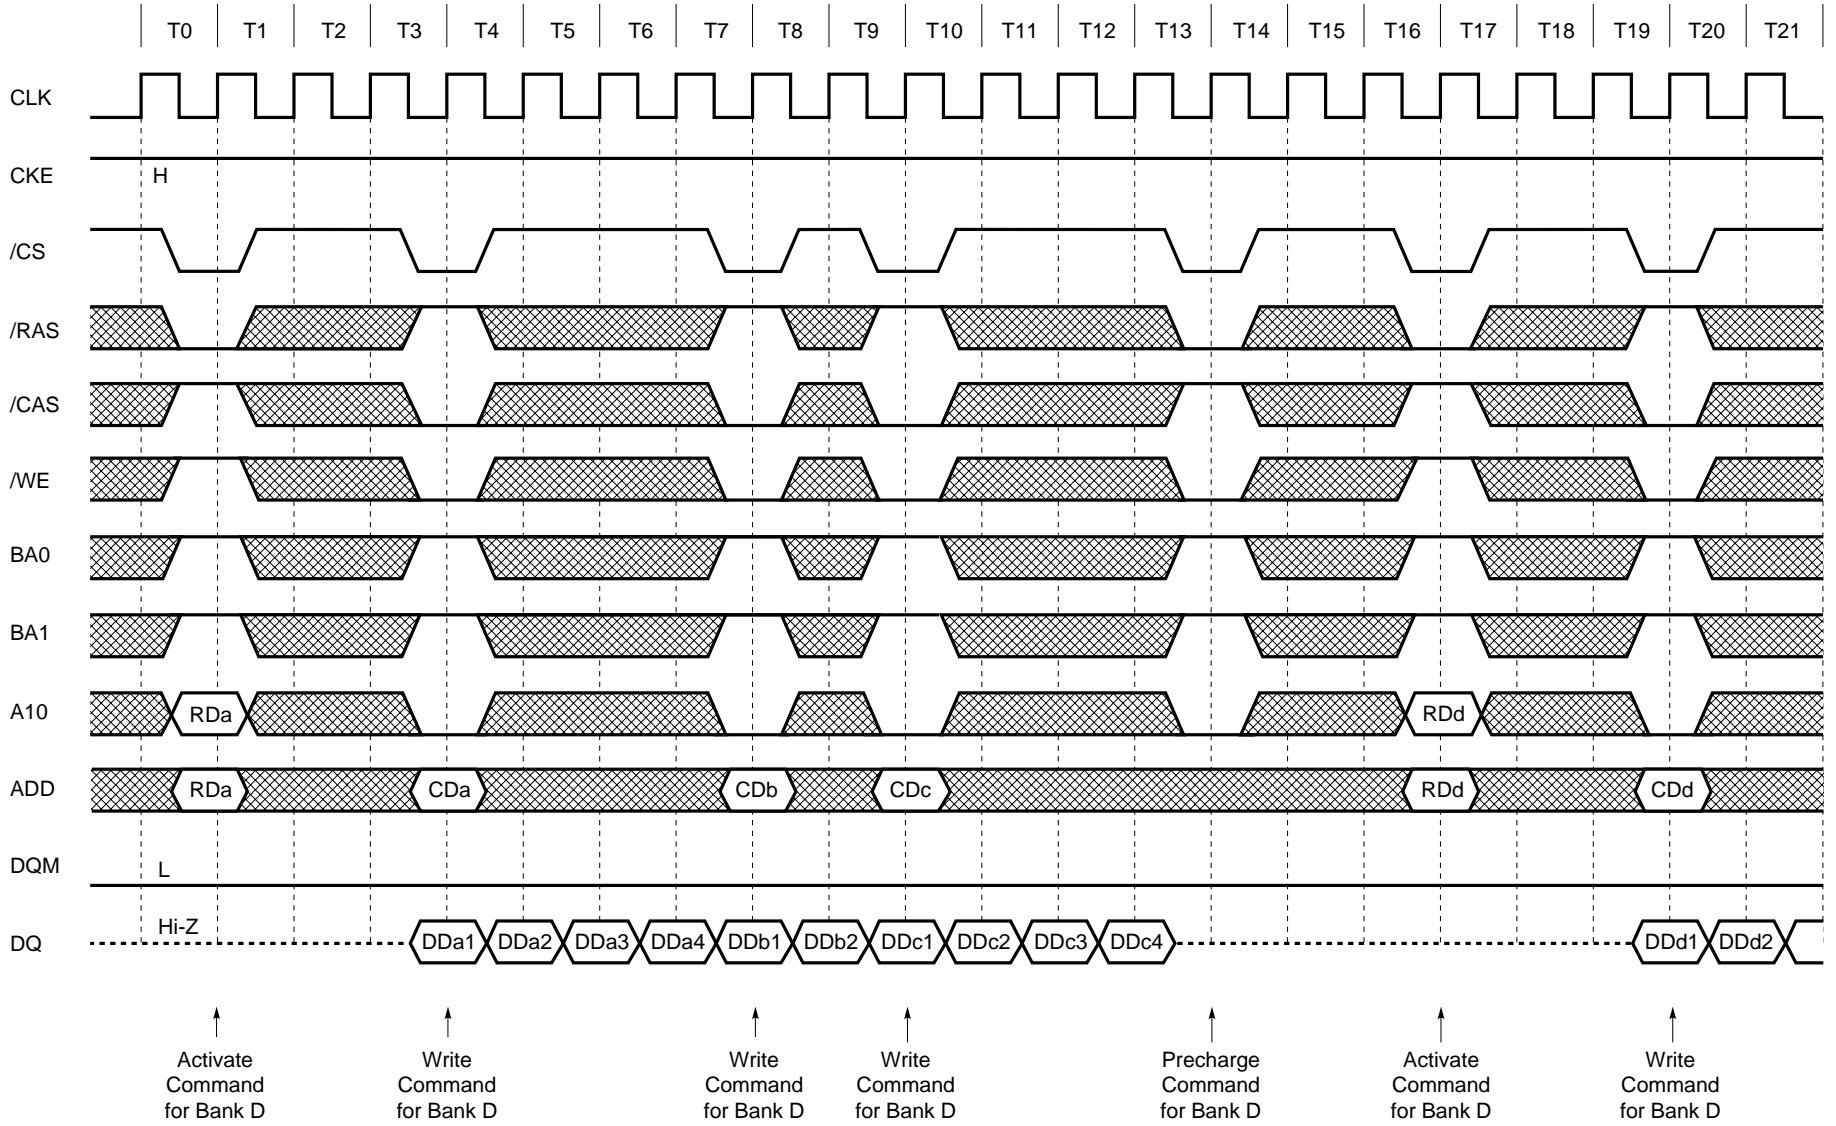 T0 T1 T2 T3 T4 T5 T6 T7 T8 T9 T10 T11 T12 T13 T14 T15 T16 T17 T18 T19 T20 T21
CLK
CKE H
/CS
/RAS
/CAS
/WE
BA0
BA1
A10 RDa RDd
ADD RDa CDa CDb CDc RDd CDd
DQM L
Hi-Z
DQ DDa1 DDa2 DDa3 DDa4 DDb1 DDb2 DDc1 DDc2 DDc3 DDc4 DDd1 DDd2
Activate Write Write Write Precharge Activate Write
Command Command Command Command Command Command Command
for Bank D for Bank D for Bank D for Bank D for Bank D for Bank D for Bank D